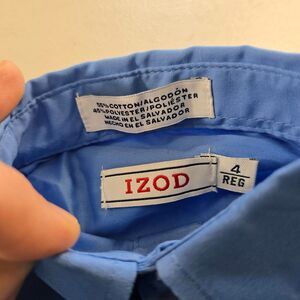 55% COTTON/ALGODÓN
45% POLYESTER/POLIÉSTER
MADE IN EL SALVADOR
HECHO EN EL SALVADOR
IZOD
4
REG